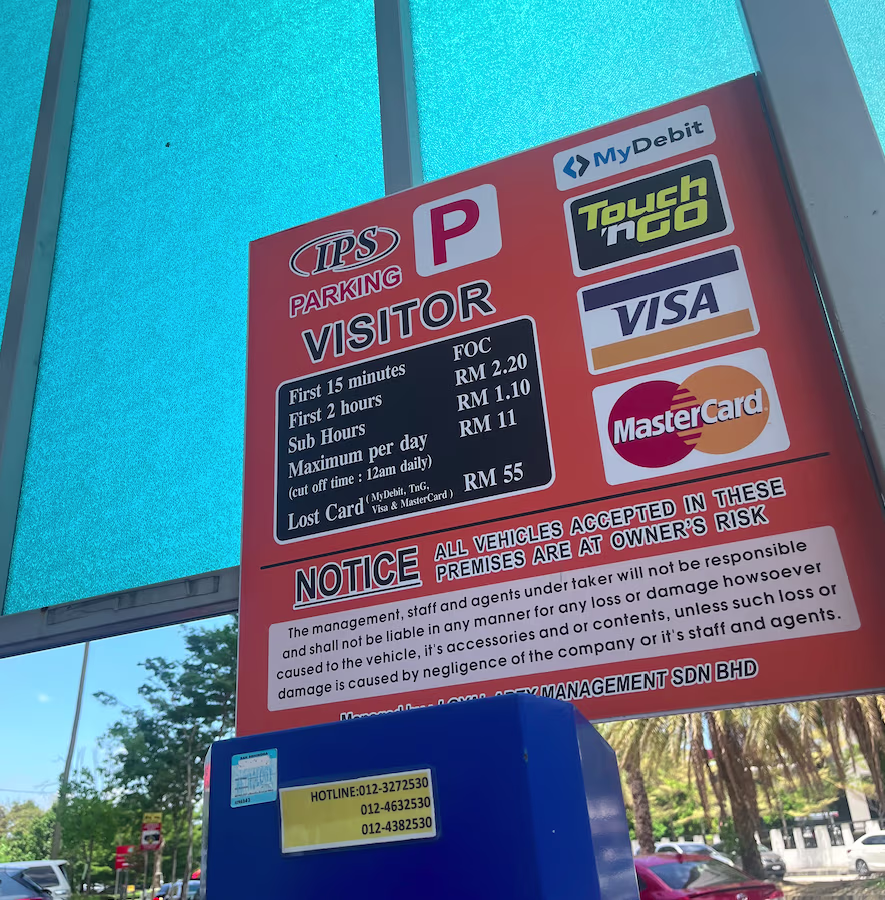 MyDebit
Touch
'nGO
VISA
MasterCard
IPS
PARKING
P
VISITOR
First 15 minutes FOC
First 2 hours RM 2.20
Sub Hours RM 1.10
Maximum per day RM 11
(cut off time : 12am daily)
Lost Card (MyDebit, TnG, Visa & MasterCard) RM 55
NOTICE ALL VEHICLES ACCEPTED IN THESE
PREMISES ARE AT OWNER'S RISK
The management, staff and agents under taker will not be responsible
and shall not be liable in any manner for any loss or damage howsoever
caused to the vehicle, it's accessories and or contents, unless such loss or
damage is caused by negligence of the company or it's staff and agents.
MANAGEMENT SDN BHD
HOTLINE:012-3272530
012-4632530
012-4382530